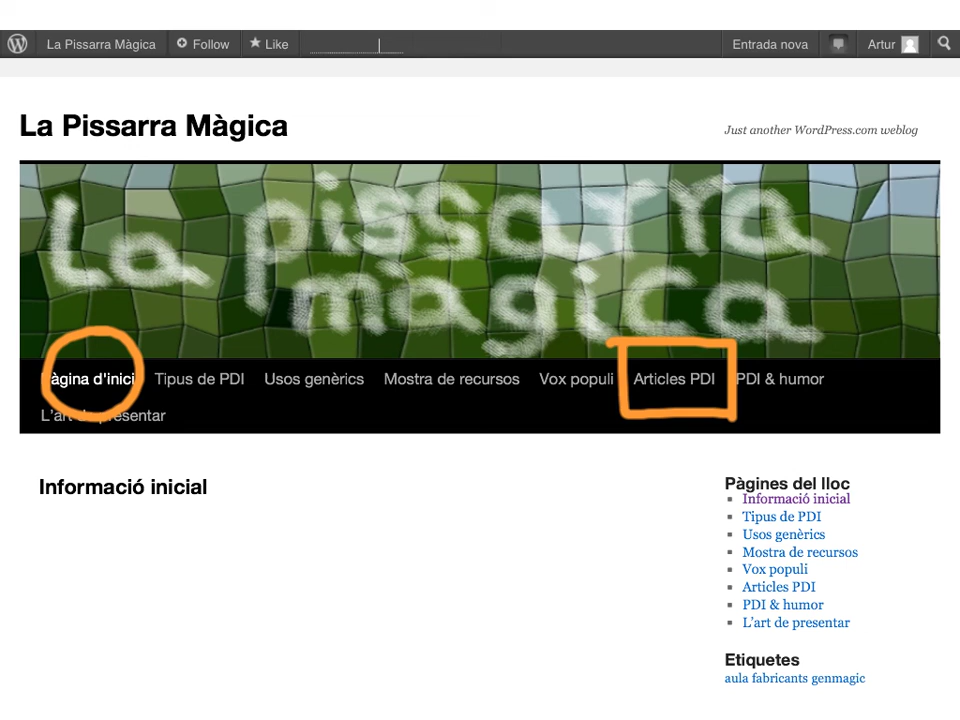 La Pissarra Màgica Follow Like Entrada nova Artur
La Pissarra Màgica
Just another WordPress.com weblog
La pissarra
magica
Pàgina d'inici Tipus de PDI Usos genèrics Mostra de recursos Vox populi Articles PDI PDI & humor
L'art de presentar
Informació inicial
Pàgines del lloc
Informació inicial
Tipus de PDI
Usos genèrics
Mostra de recursos
Vox populi
Articles PDI
PDI & humor
L'art de presentar
Etiquetes
aula fabricants genmagic